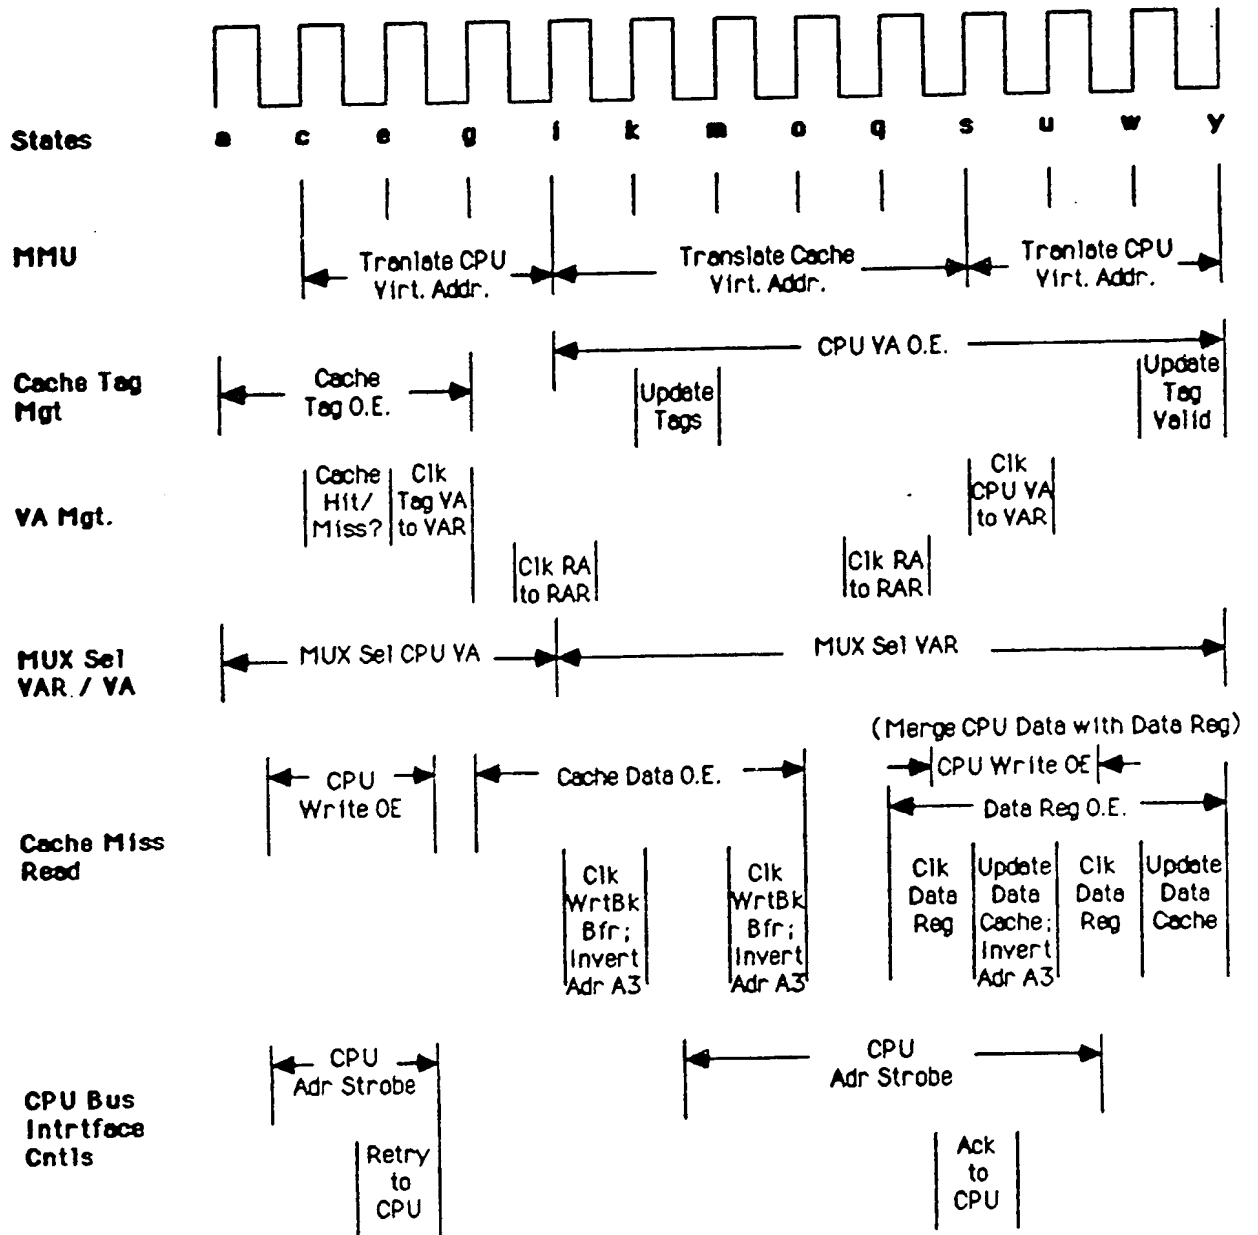 States a c e g i k m o q s u w y
MMU
Tranlate CPU
Virt. Addr.
Translate Cache
Virt. Addr.
Tranlate CPU
Virt. Addr.
CPU VA O.E.
Cache Tag
Mgt
Cache
Tag O.E.
Update
Tags
Update
Tag
Valid
VA Mgt.
Cache
Hit/
Miss?
Clk
Tag VA
to VAR
Clk
CPU VA
to VAR
Clk RA
to RAR
Clk RA
to RAR
MUX Sel
VAR / VA
MUX Sel CPU VA
MUX Sel VAR
(Merge CPU Data with Data Reg)
CPU
Write OE
Cache Data O.E.
CPU Write OE
Data Reg O.E.
Cache Miss
Read
Clk
WrtBk
Bfr;
Invert
Adr A3
Clk
WrtBk
Bfr;
Invert
Adr A3
Clk
Data
Reg
Update
Data
Cache;
Invert
Adr A3
Clk
Data
Reg
Update
Data
Cache
CPU Bus
Intrtface
Cntls
CPU
Adr Strobe
CPU
Adr Strobe
Retry
to
CPU
Ack
to
CPU